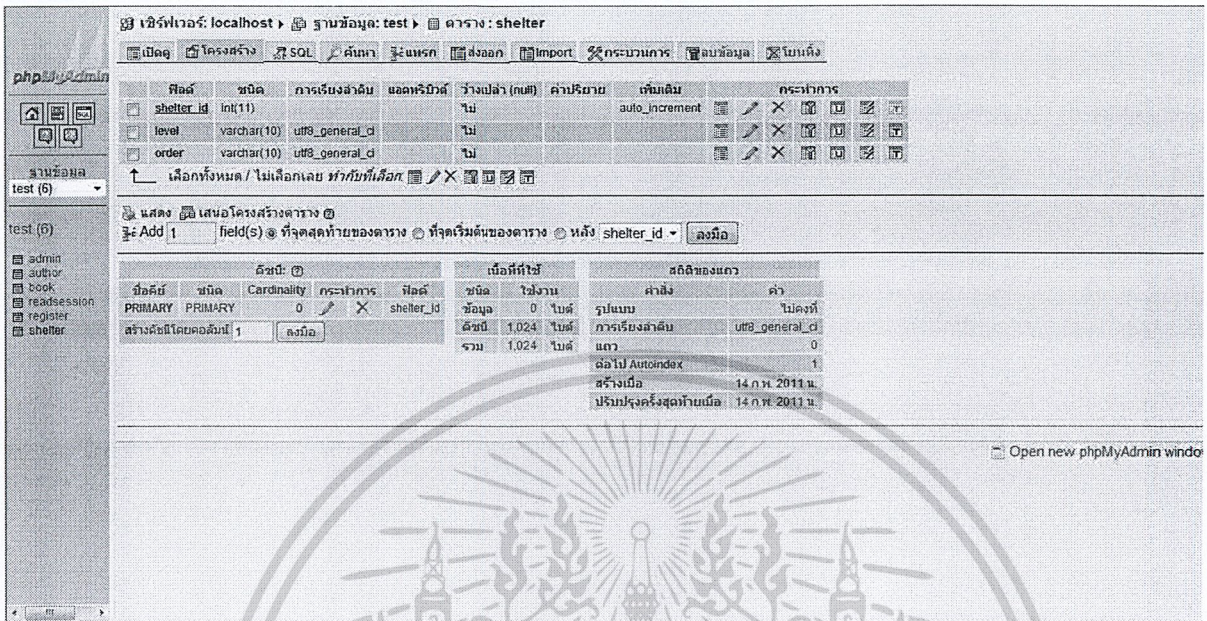 เซิร์ฟเวอร์: localhost ▸ ฐานข้อมูล: test ▸ ตาราง : shelter
เปิดดู โครงสร้าง SQL ค้นหา แทรก ส่งออก Import กระบวนการ ลบข้อมูล โยนทิ้ง
phpMyAdmin
ฐานข้อมูล
test (6)
test (6)
admin
author
book
readsession
register
shelter
ฟิลด์ ชนิด การเรียงลำดับ แอตทริบิวต์ ว่างเปล่า (null) ค่าปริยาย เพิ่มเติม กระทำการ
shelter_id int(11) ไม่ auto_increment
level varchar(10) utf8_general_ci ไม่
order varchar(10) utf8_general_ci ไม่
เลือกทั้งหมด / ไม่เลือกเลย ทำกับที่เลือก:
แสดง เสนอโครงสร้างตาราง
Add 1 field(s) ที่จุดสุดท้ายของตาราง ที่จุดเริ่มต้นของตาราง หลัง shelter_id ลงมือ
ดัชนี:
ชื่อคีย์ ชนิด Cardinality กระทำการ ฟิลด์
PRIMARY PRIMARY 0 shelter_id
สร้างดัชนีโดยคอลัมน์ 1 ลงมือ
เนื้อที่ที่ใช้
ชนิด ใช้งาน
ข้อมูล 0 ไบต์
ดัชนี 1,024 ไบต์
รวม 1,024 ไบต์
สถิติของแถว
คำสั่ง ค่า
รูปแบบ ไม่คงที่
การเรียงลำดับ utf8_general_ci
แถว 0
ต่อไป Autoindex 1
สร้างเมื่อ 14 ก.พ. 2011 น.
ปรับปรุงครั้งสุดท้ายเมื่อ 14 ก.พ. 2011 น.
Open new phpMyAdmin windo